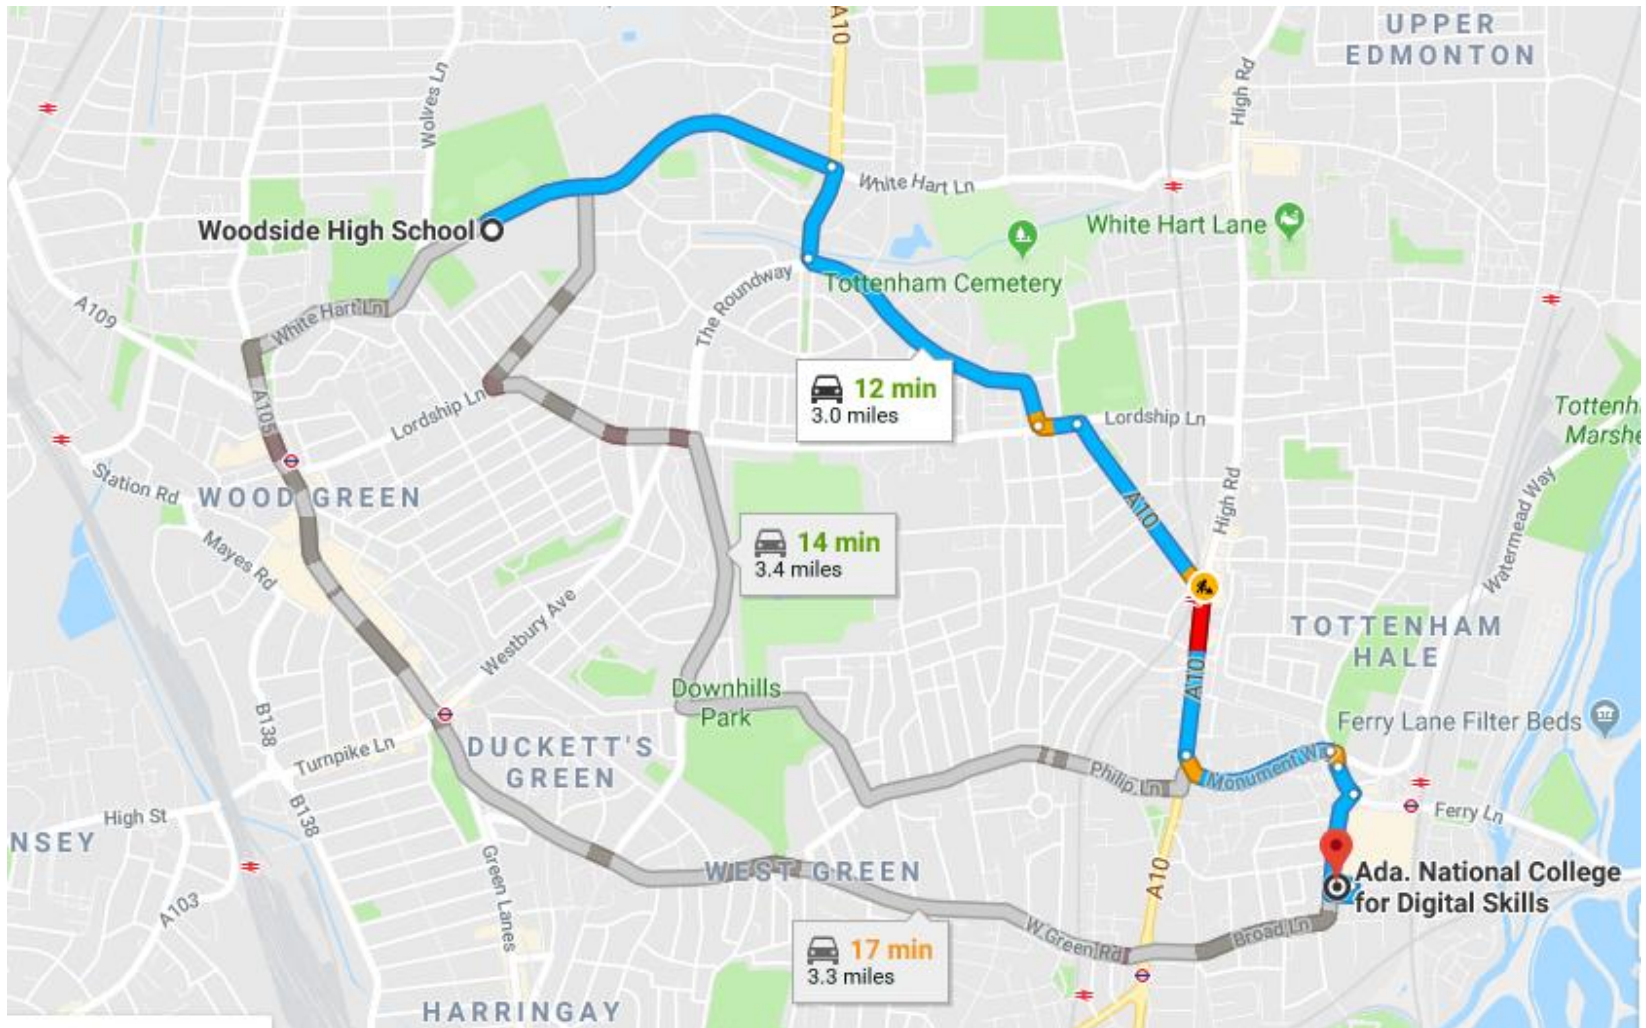 A10
UPPER
EDMONTON
Wolves Ln
High Rd
White Hart Ln
White Hart Lane
Woodside High School
Tottenham Cemetery
The Roundway
A109
White Hart Ln
12 min
3.0 miles
A105
Lordship Ln
Lordship Ln
Tottenh
Marshe
Station Rd
WOOD GREEN
A10
High Rd
Watermead Way
Mayes Rd
14 min
3.4 miles
Westbury Ave
TOTTENHAM
HALE
A10
Downhills
Park
B138
Ferry Lane Filter Beds
Turnpike Ln
DUCKETT'S
GREEN
Philip Ln
Monument W
High St
B138
Ferry Ln
NSEY
Green Lanes
WEST GREEN
A10
Ada. National College
for Digital Skills
A103
W Green Rd
Broad Ln
17 min
3.3 miles
HARRINGAY